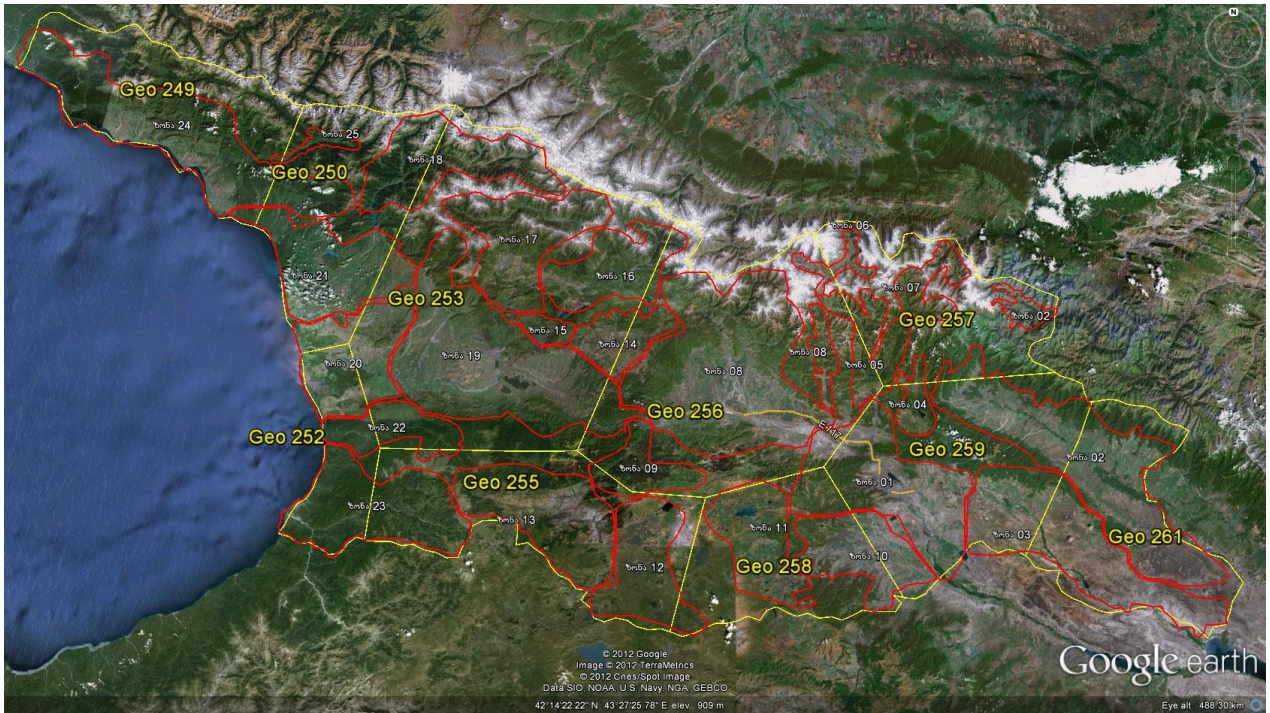 N
Geo 249
ზონა 24
ზონა 25
Geo 250
ზონა 18
ზონა 06
ზონა 17
ზონა 16
ზონა 21
ზონა 07
Geo 253
Geo 257
ზონა 02
ზონა 15
ზონა 14
ზონა 19
ზონა 08
ზონა 20
ზონა 05
ზონა 08
Geo 256
ზონა 04
E-117
ზონა 22
Geo 252
Geo 259
ზონა 02
ზონა 09
Geo 255
ზონა 01
ზონა 23
ზონა 13
ზონა 11
ზონა 03
Geo 261
ზონა 10
ზონა 12
Geo 258
© 2012 Google
Image © 2012 TerraMetrics
© 2012 Cnes/Spot Image
Data SIO, NOAA, U.S. Navy, NGA, GEBCO
Google earth
42°14'22.22" N 43°27'25.78" E elev 909 m
Eye alt 488.30 km